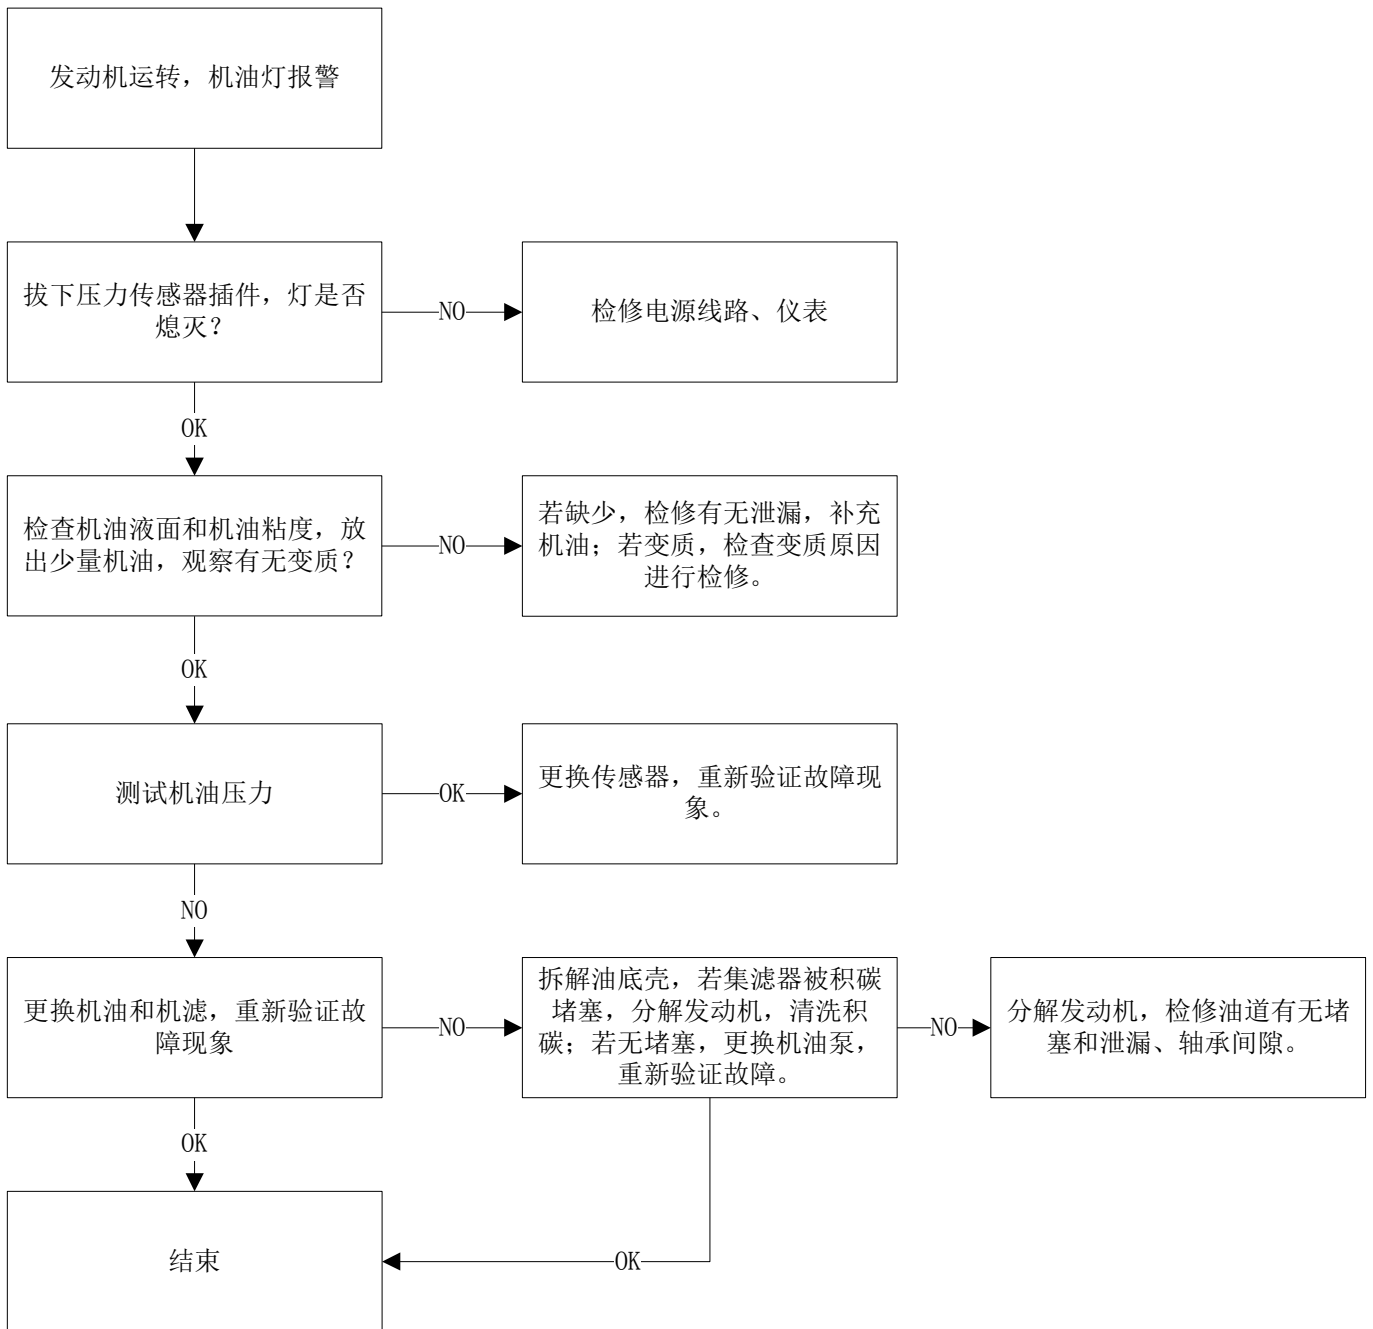 发动机运转，机油灯报警
拔下压力传感器插件，灯是否
熄灭？
NO
检修电源线路、仪表
OK
检查机油液面和机油粘度，放
出少量机油，观察有无变质？
NO
若缺少，检修有无泄漏，补充
机油；若变质，检查变质原因
进行检修。
OK
测试机油压力
OK
更换传感器，重新验证故障现
象。
NO
更换机油和机滤，重新验证故
障现象
NO
拆解油底壳，若集滤器被积碳
堵塞，分解发动机，清洗积
碳；若无堵塞，更换机油泵，
重新验证故障。
NO
分解发动机，检修油道有无堵
塞和泄漏、轴承间隙。
OK
结束
OK